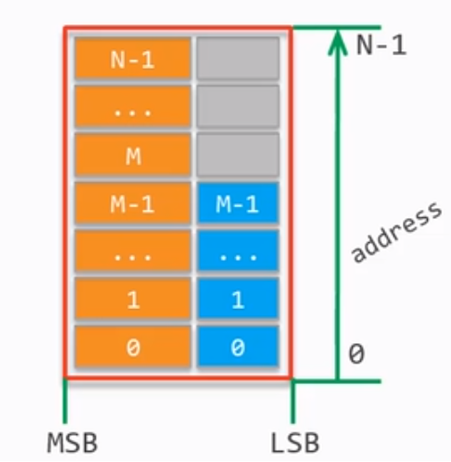 N-1
N-1
...
M
M-1 M-1
... ...
address
1 1
0 0
0
MSB LSB